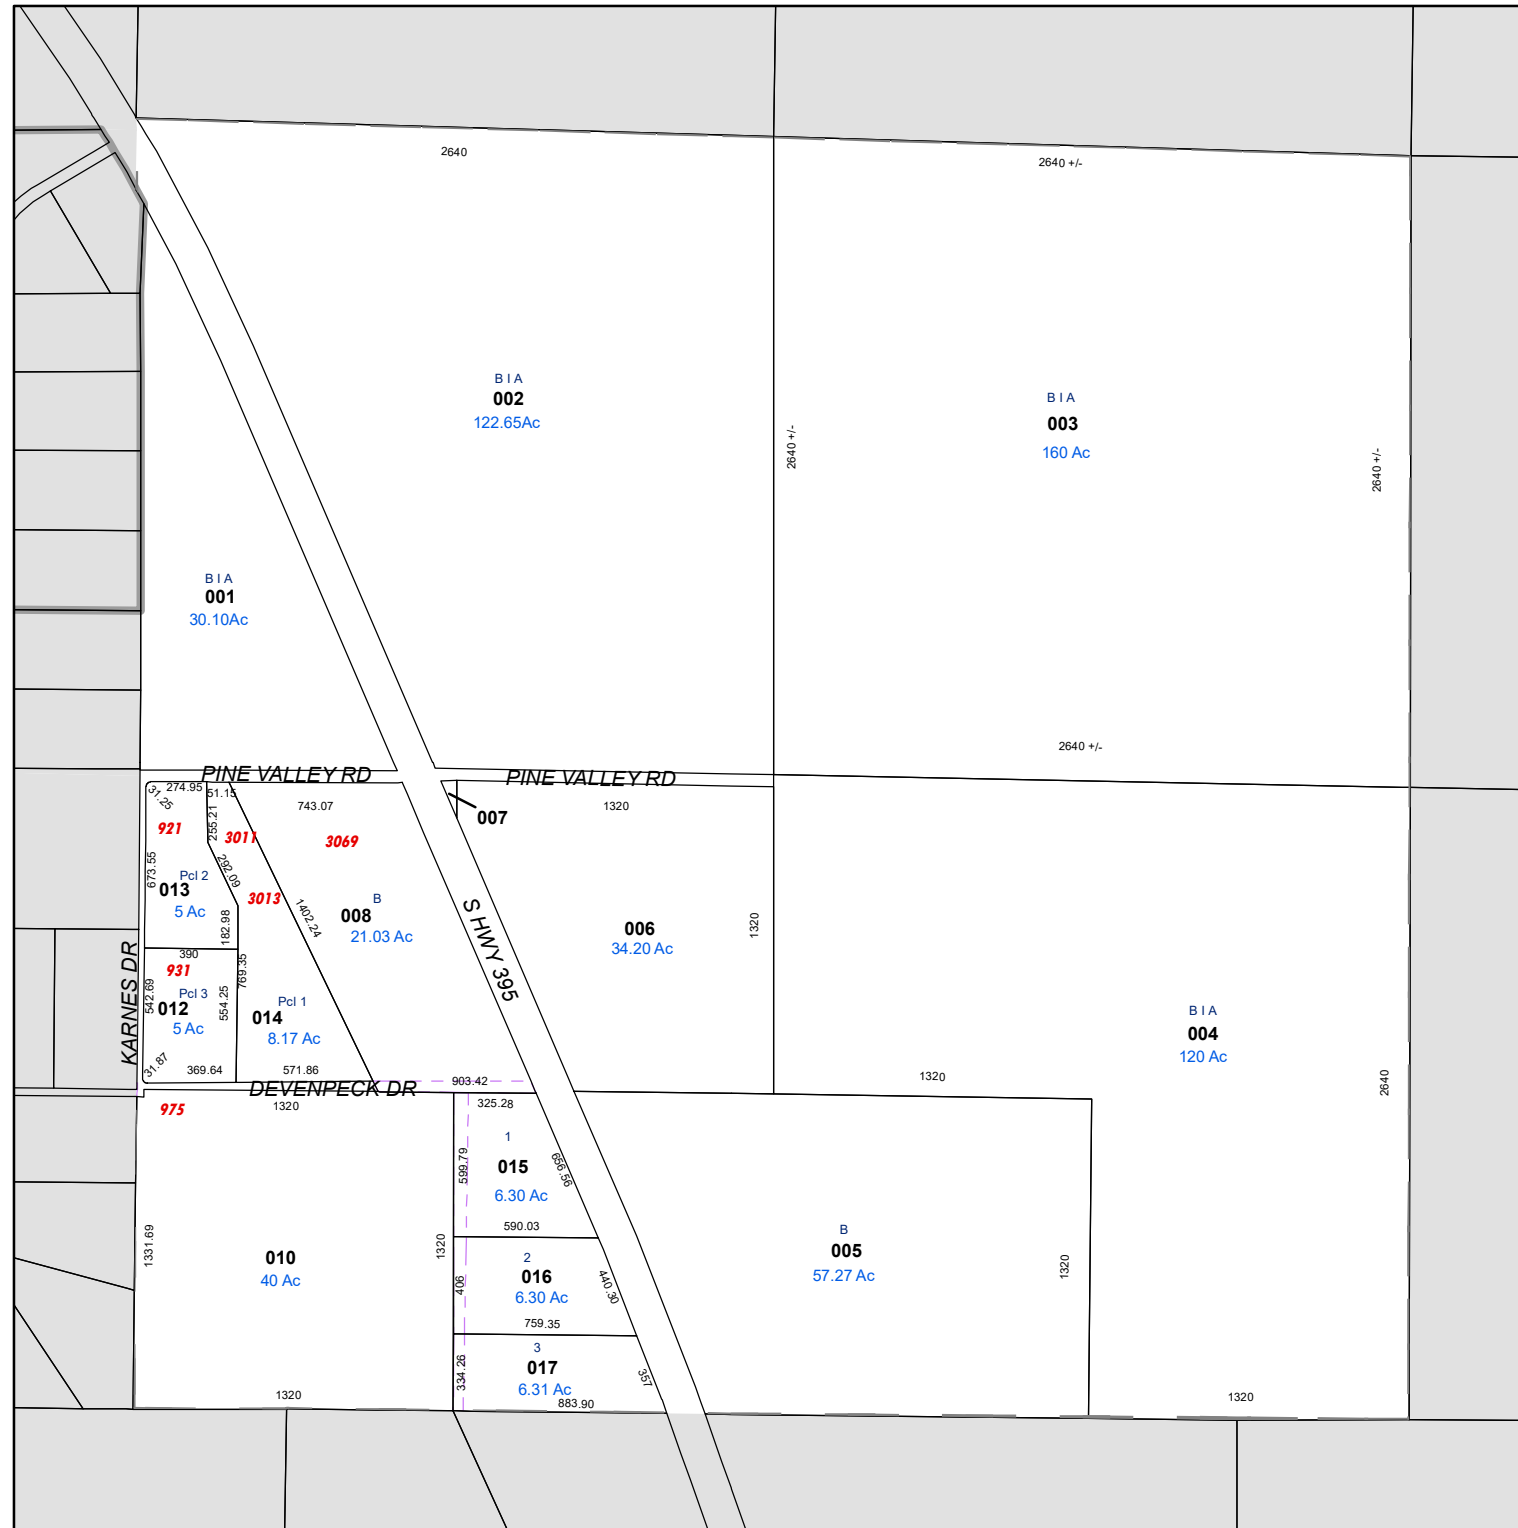 2640
2640 +/-
B I A
002
122.65Ac
B I A
003
160 Ac
2640 +/-
2640 +/-
B I A
001
30.10Ac
2640 +/-
PINE VALLEY RD
PINE VALLEY RD
274.95
51.15
31.25
743.07
1320
007
921
255.21
3011
3069
673.55
292.09
Pcl 2
013
5 Ac
3013
1402.24
B
008
21.03 Ac
182.98
S HWY 395
006
34.20 Ac
1320
390
931
769.35
KARNES DR
542.69
Pcl 3
012
5 Ac
554.25
Pcl 1
014
8.17 Ac
B I A
004
120 Ac
31.87
369.64
571.86
903.42
1320
2640
DEVENPECK DR
975
1320
325.28
1
015
6.30 Ac
599.79
656.56
590.03
1331.69
010
40 Ac
1320
2
016
6.30 Ac
406
440.30
759.35
B
005
57.27 Ac
1320
3
017
6.31 Ac
334.26
357
883.90
1320
1320